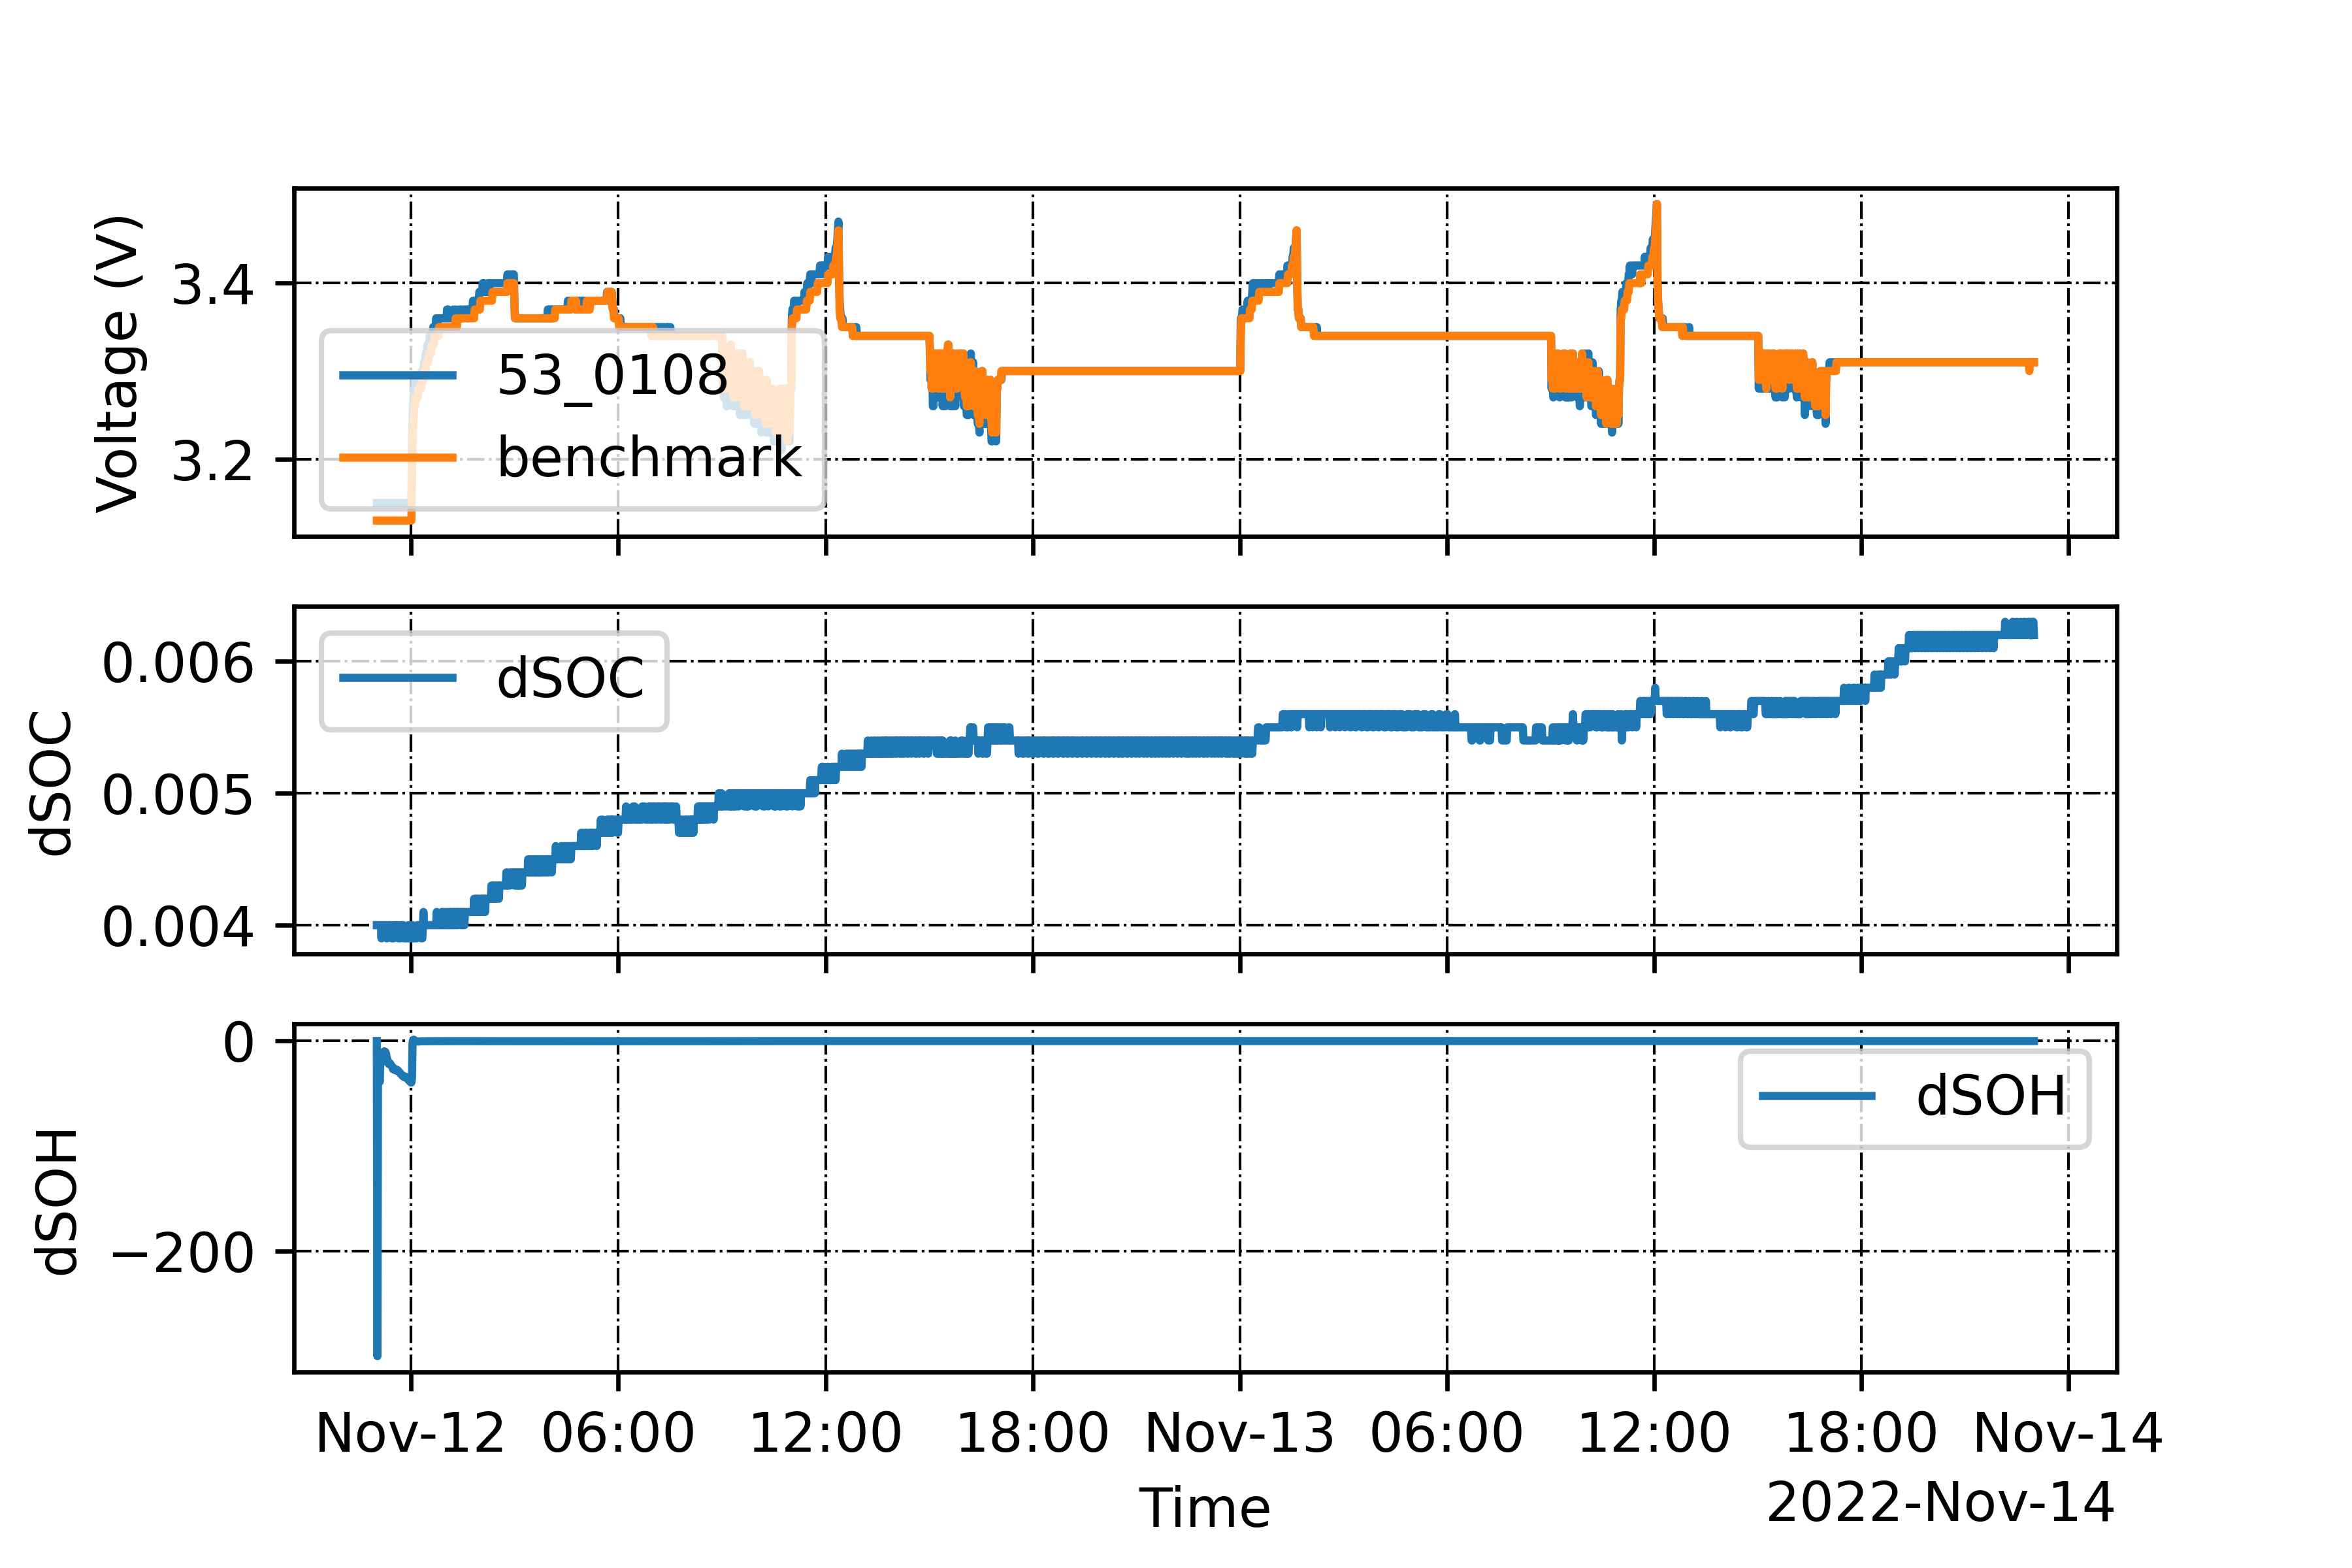 Voltage (V)
3.4
3.2
53_0108
benchmark
dSOC
0.006
0.005
0.004
dSOC
dSOH
0
−200
dSOH
Nov-12 06:00 12:00 18:00 Nov-13 06:00 12:00 18:00 Nov-14
Time
2022-Nov-14